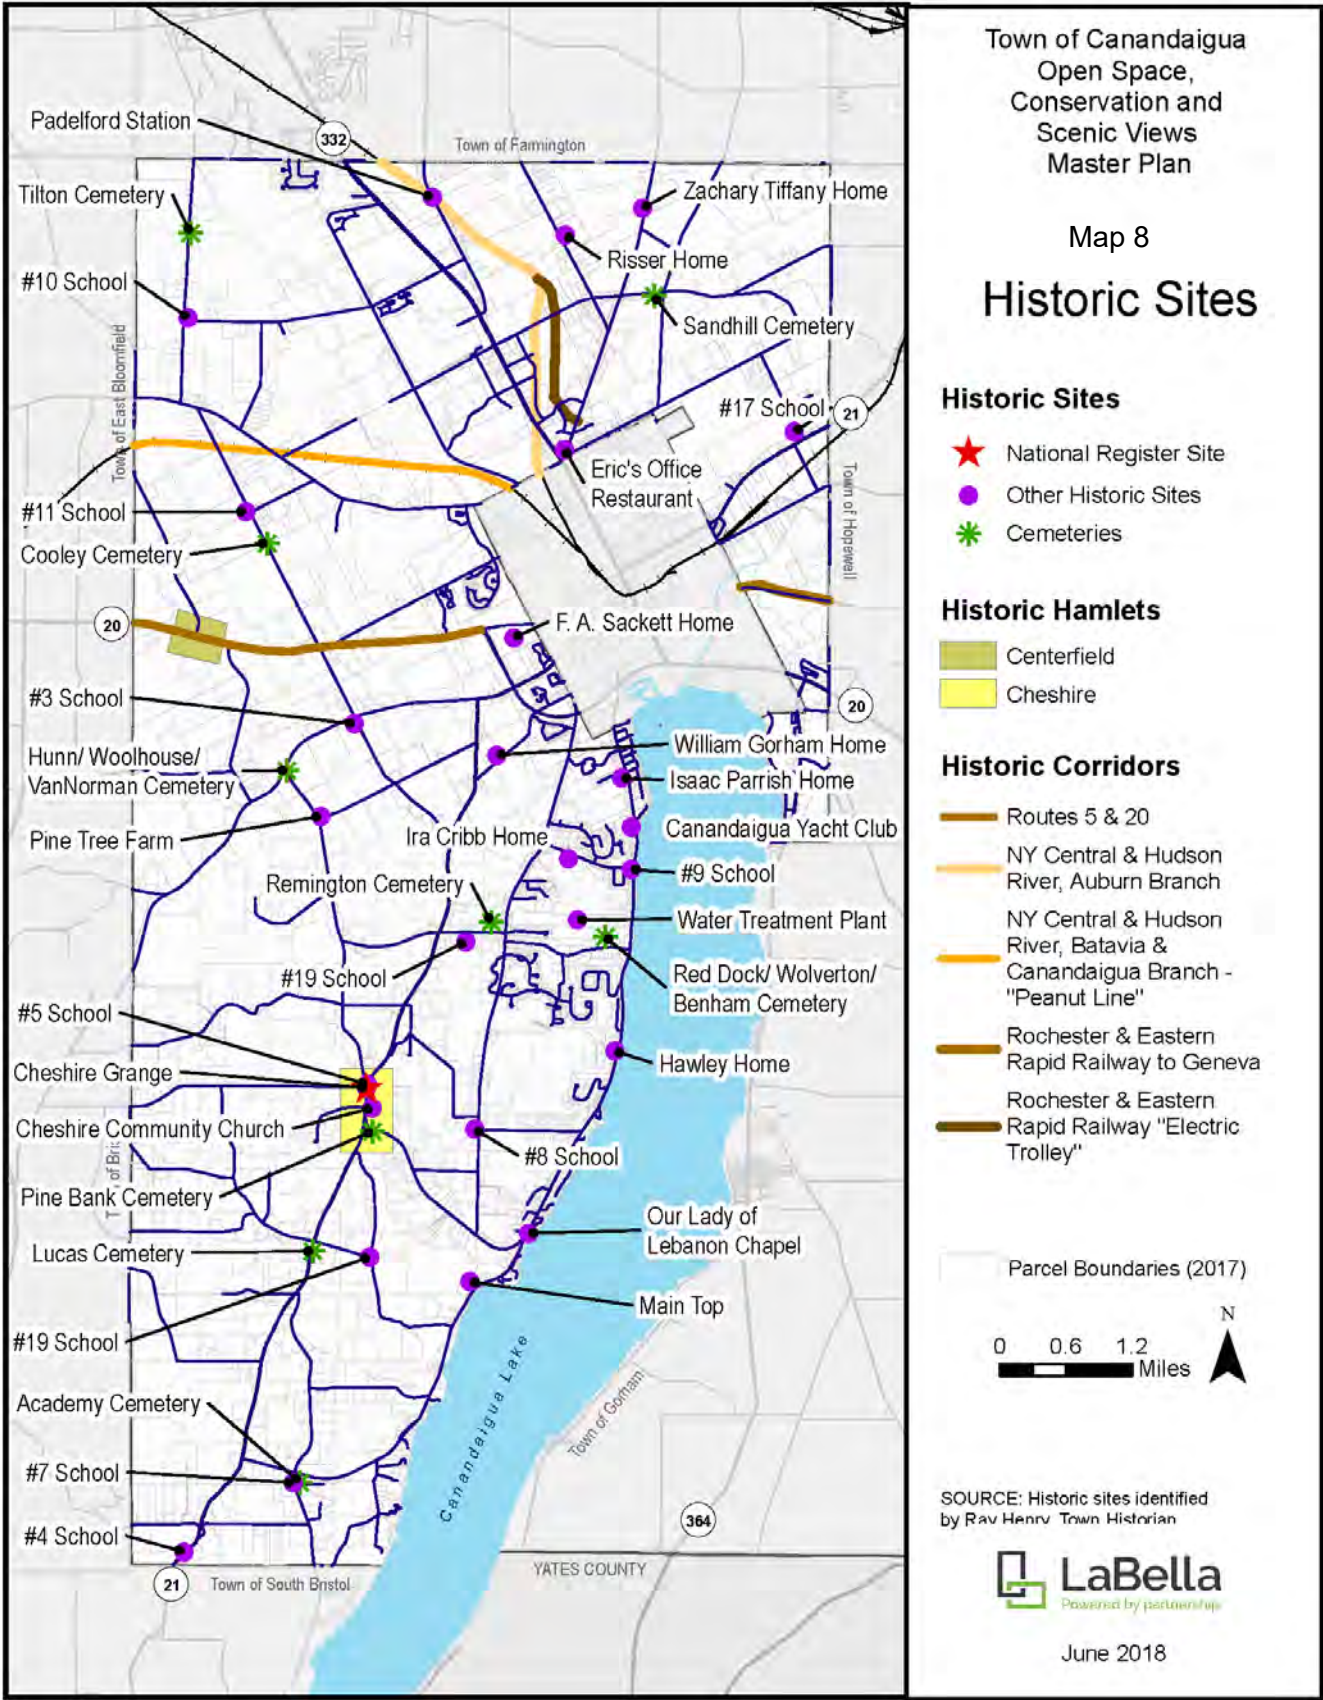 Town of Canandaigua
Open Space,
Conservation and
Scenic Views
Master Plan
Map 8
Historic Sites
Historic Sites
National Register Site
Other Historic Sites
Cemeteries
Historic Hamlets
Centerfield
Cheshire
Historic Corridors
Routes 5 & 20
NY Central & Hudson
River, Auburn Branch
NY Central & Hudson
River, Batavia &
Canandaigua Branch -
"Peanut Line"
Rochester & Eastern
Rapid Railway to Geneva
Rochester & Eastern
Rapid Railway "Electric
Trolley"
Parcel Boundaries (2017)
N
0 0.6 1.2
Miles
SOURCE: Historic sites identified
by Ray Henry, Town Historian
LaBella
Powered by partnership
June 2018
Padelford Station
332
Town of Farmington
Tilton Cemetery
Zachary Tiffany Home
Risser Home
#10 School
Sandhill Cemetery
Town of East Bloomfield
#17 School
21
Eric's Office
Restaurant
Town of Hopewell
#11 School
Cooley Cemetery
20
F. A. Sackett Home
#3 School
20
William Gorham Home
Hunn/ Woolhouse/
VanNorman Cemetery
Isaac Parrish Home
Pine Tree Farm
Ira Cribb Home
Canandaigua Yacht Club
#9 School
Remington Cemetery
Water Treatment Plant
#19 School
Red Dock/ Wolverton/
Benham Cemetery
#5 School
Hawley Home
Cheshire Grange
Cheshire Community Church
#8 School
of Bri
Pine Bank Cemetery
Our Lady of
Lebanon Chapel
Lucas Cemetery
Main Top
#19 School
Canandaigua Lake
Town of Gorham
Academy Cemetery
#7 School
364
#4 School
YATES COUNTY
21
Town of South Bristol